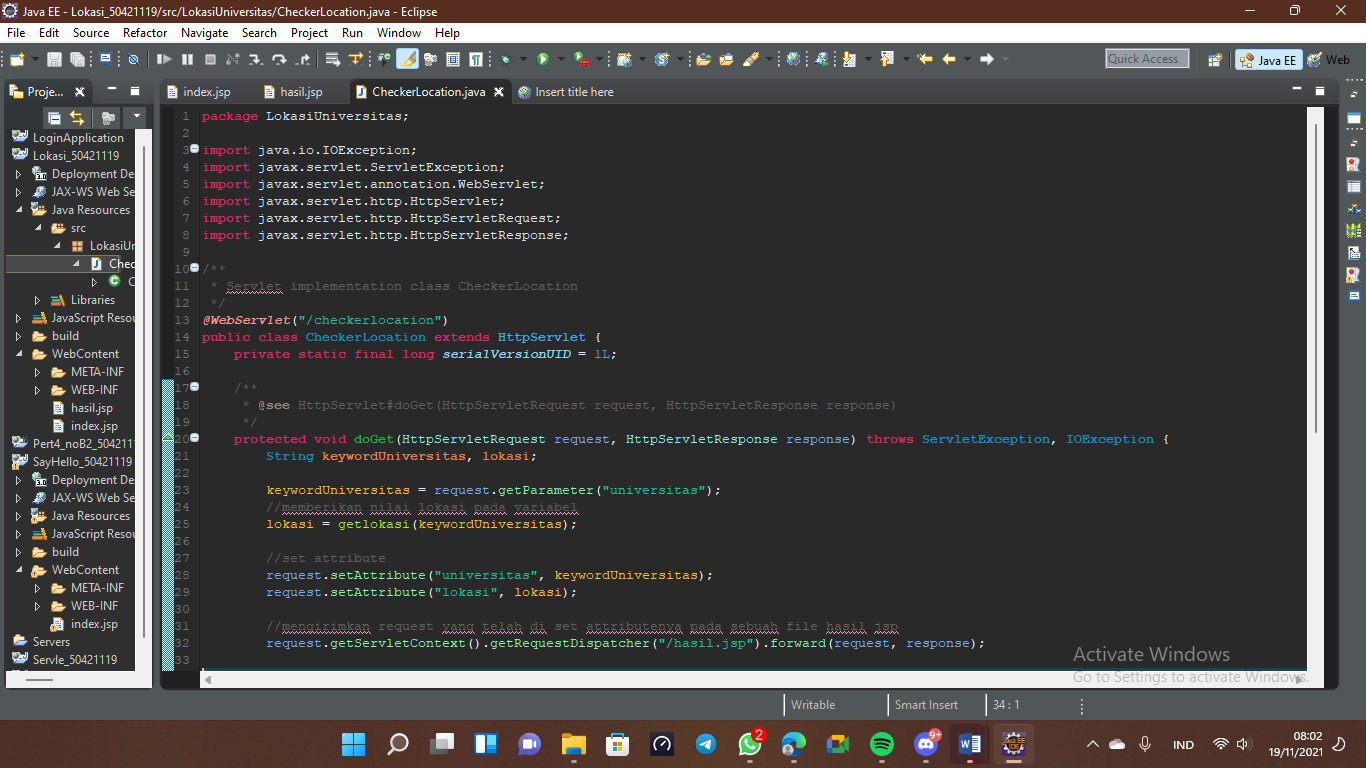 Java EE - Lokasi_50421119/src/LokasiUniversitas/CheckerLocation.java - Eclipse
File Edit Source Refactor Navigate Search Project Run Window Help
Quick Access Java EE Web
Proje...
LoginApplication
Lokasi_50421119
Deployment De
JAX-WS Web Se
Java Resources
src
LokasiUn
Chec
C
Libraries
JavaScript Resou
build
WebContent
META-INF
WEB-INF
hasil.jsp
index.jsp
Pert4_noB2_5042111
SayHello_50421119
Deployment De
JAX-WS Web Se
Java Resources
JavaScript Resou
build
WebContent
META-INF
WEB-INF
index.jsp
Servers
Servle_50421119
index.jsp hasil.jsp CheckerLocation.java Insert title here
1 package LokasiUniversitas;
2
3 import java.io.IOException;
4 import javax.servlet.ServletException;
5 import javax.servlet.annotation.WebServlet;
6 import javax.servlet.http.HttpServlet;
7 import javax.servlet.http.HttpServletRequest;
8 import javax.servlet.http.HttpServletResponse;
9
10 /**
11 * Servlet implementation class CheckerLocation
12 */
13 @WebServlet("/checkerlocation")
14 public class CheckerLocation extends HttpServlet {
15 private static final long serialVersionUID = 1L;
16
17 /**
18 * @see HttpServlet#doGet(HttpServletRequest request, HttpServletResponse response)
19 */
20 protected void doGet(HttpServletRequest request, HttpServletResponse response) throws ServletException, IOException {
21 String keywordUniversitas, lokasi;
22
23 keywordUniversitas = request.getParameter("universitas");
24 //memberikan nilai lokasi pada variabel
25 lokasi = getlokasi(keywordUniversitas);
26
27 //set attribute
28 request.setAttribute("universitas", keywordUniversitas);
29 request.setAttribute("lokasi", lokasi);
30
31 //mengirimkan request yang telah di set attributenya pada sebuah file hasil jsp
32 request.getServletContext().getRequestDispatcher("/hasil.jsp").forward(request, response);
33
Activate Windows
Go to Settings to activate Windows.
Writable Smart Insert 34 : 1
2 9+ IND 08:02
19/11/2021